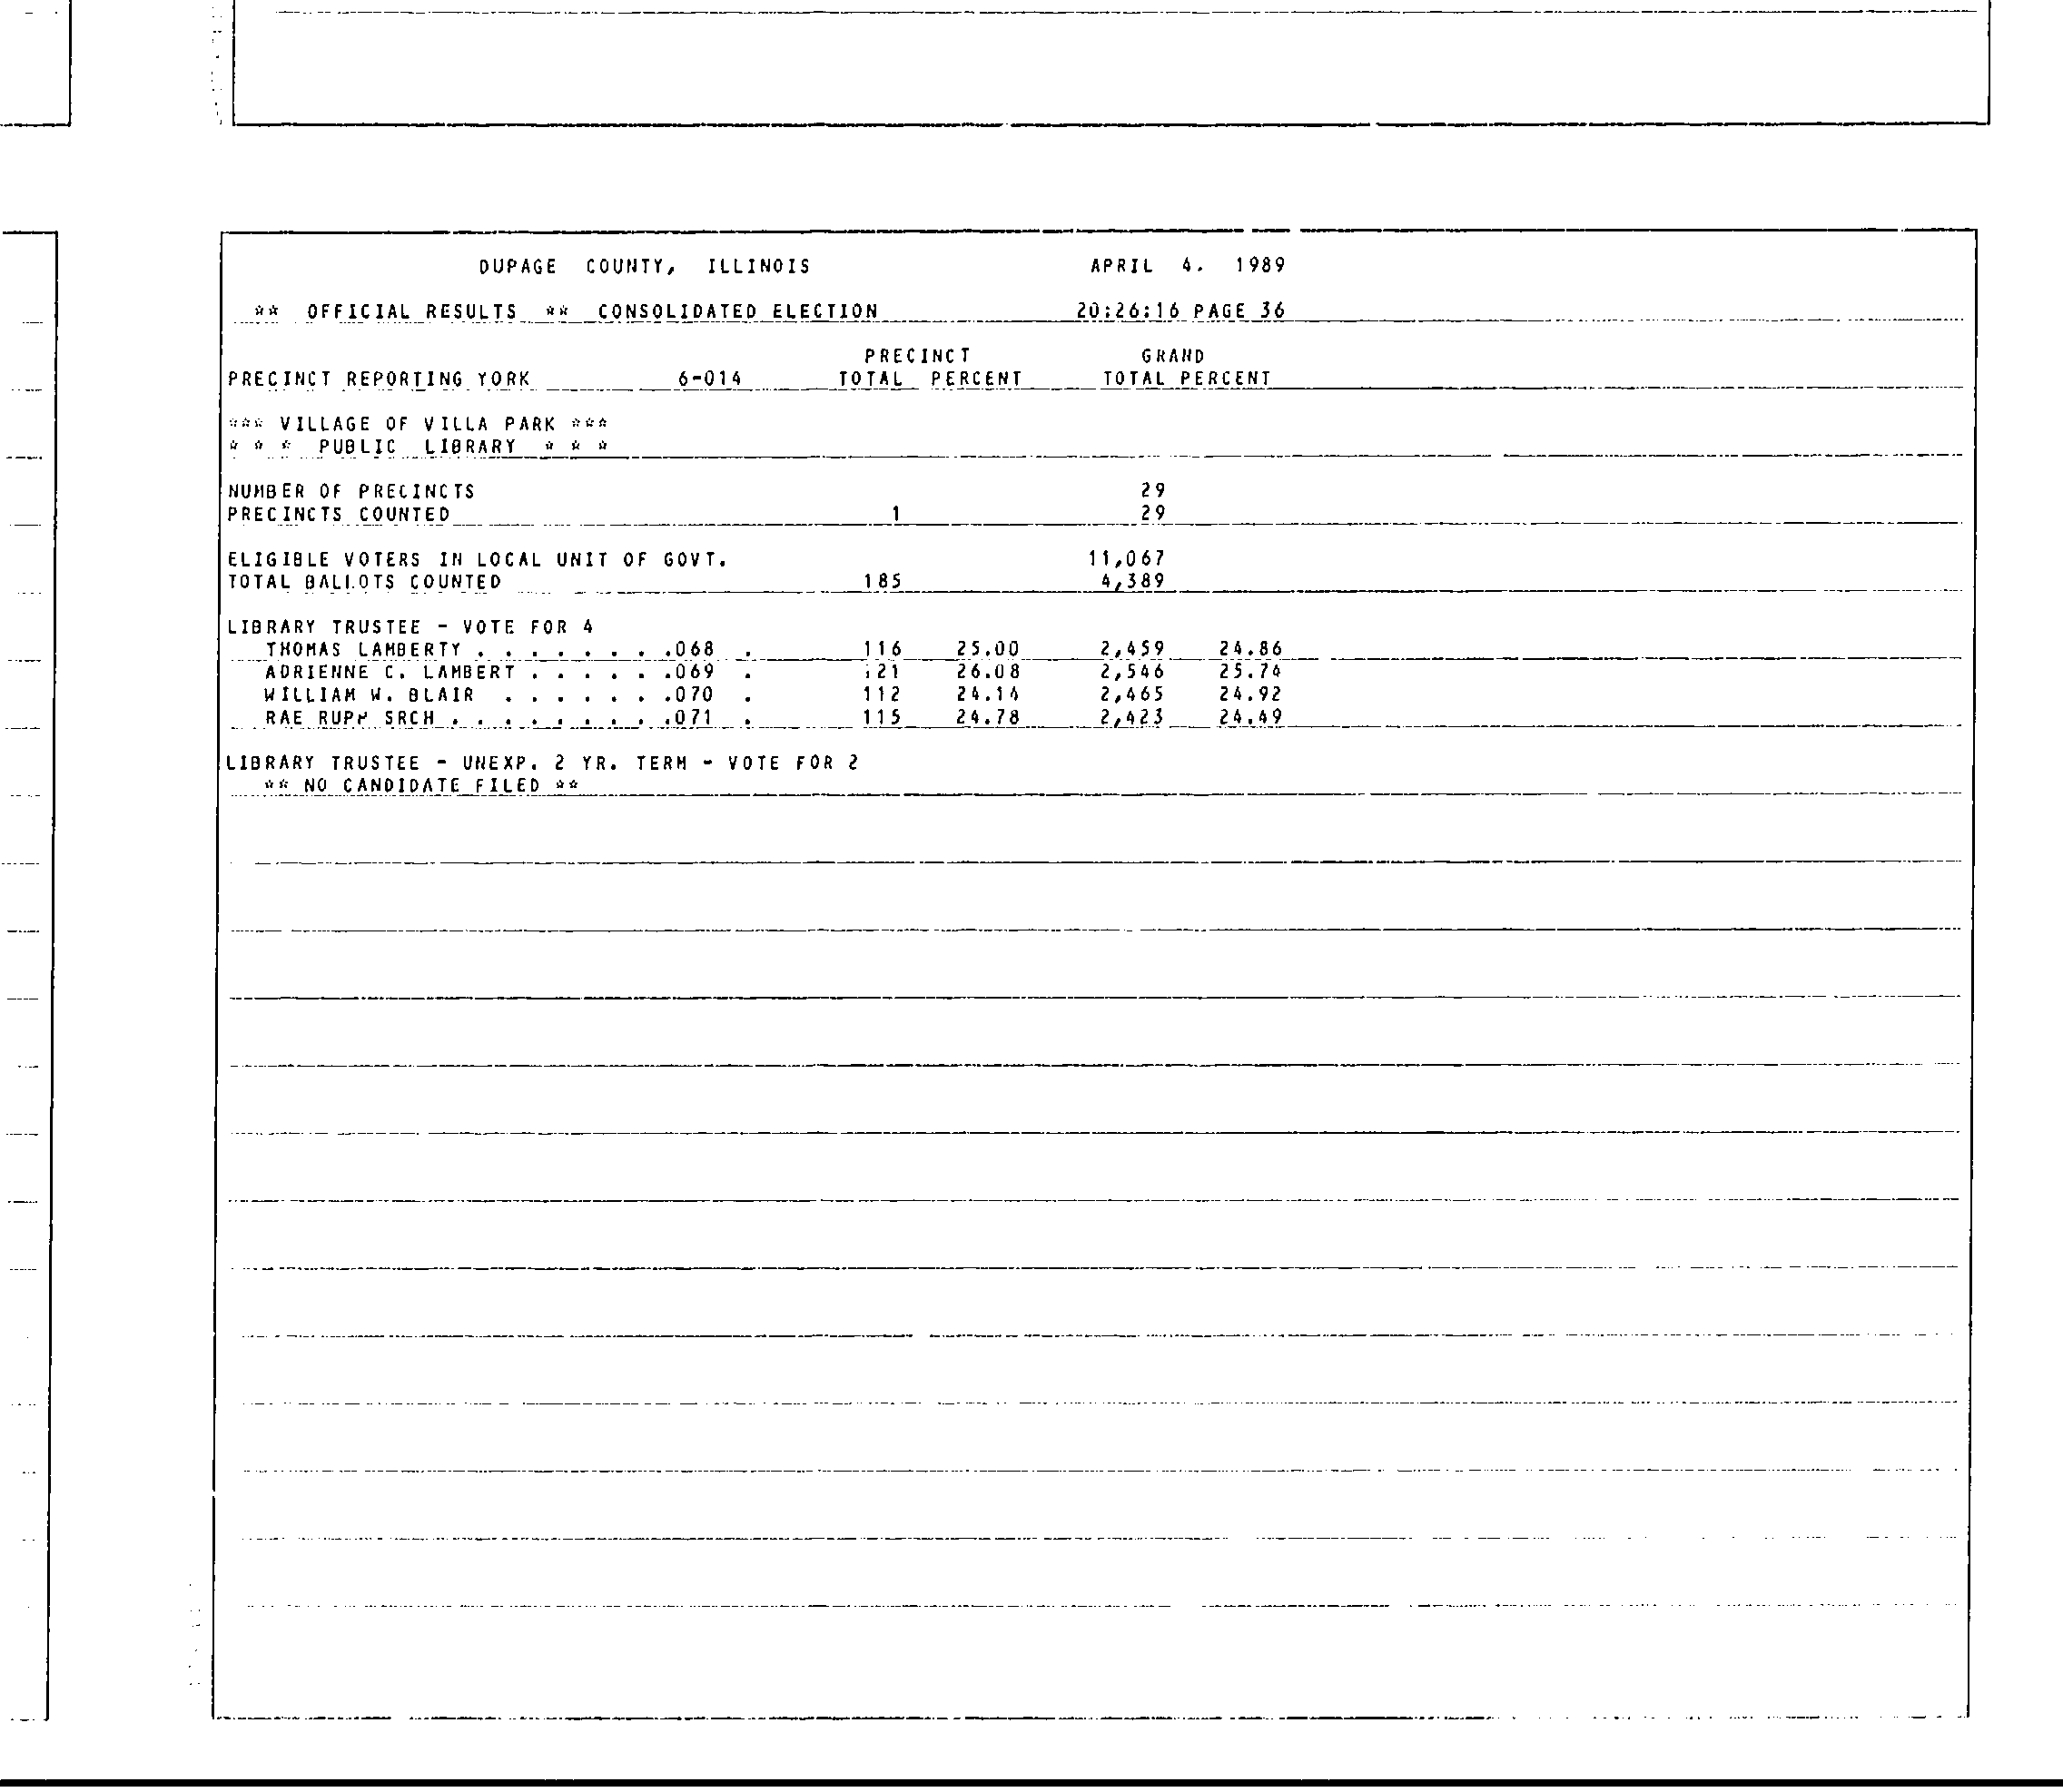 DUPAGE COUNTY, ILLINOIS APRIL 4. 1989
** OFFICIAL RESULTS ** CONSOLIDATED ELECTION 20:26:16 PAGE 36
PRECINCT GRAND
PRECINCT REPORTING YORK 6-014 TOTAL PERCENT TOTAL PERCENT
*** VILLAGE OF VILLA PARK ***
* * * PUBLIC LIBRARY * * *
NUMBER OF PRECINCTS 29
PRECINCTS COUNTED 1 29
ELIGIBLE VOTERS IN LOCAL UNIT OF GOVT. 11,067
TOTAL BALLOTS COUNTED 185 4,389
LIBRARY TRUSTEE - VOTE FOR 4
THOMAS LAMBERTY . . . . . . . .068 . 116 25.00 2,459 24.86
ADRIENNE C. LAMBERT . . . . . .069 . 121 26.08 2,546 25.74
WILLIAM W. BLAIR . . . . . . .070 . 112 24.14 2,465 24.92
RAE RUPP SRCH . . . . . . . . .071 . 115 24.78 2,423 24.49
LIBRARY TRUSTEE - UNEXP. 2 YR. TERM - VOTE FOR 2
** NO CANDIDATE FILED **